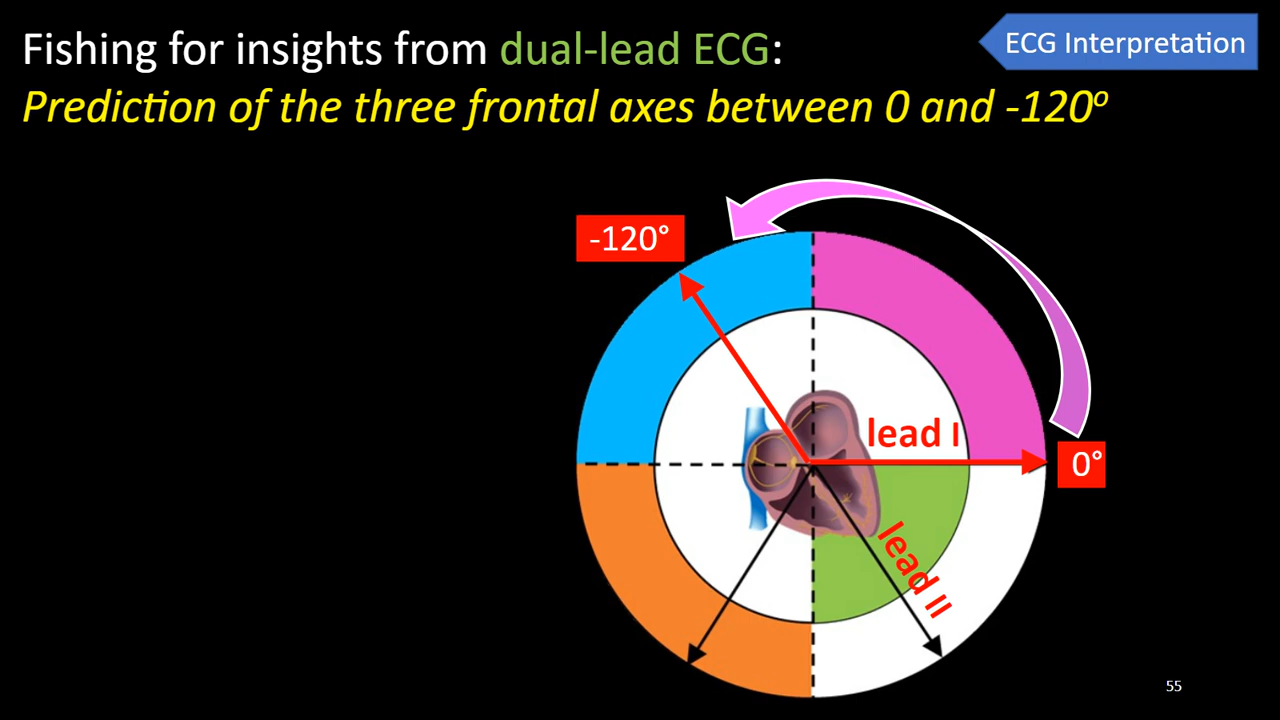 Fishing for insights from dual-lead ECG:
ECG Interpretation
Prediction of the three frontal axes between 0 and -120º
-120°
lead I
0°
lead II
55